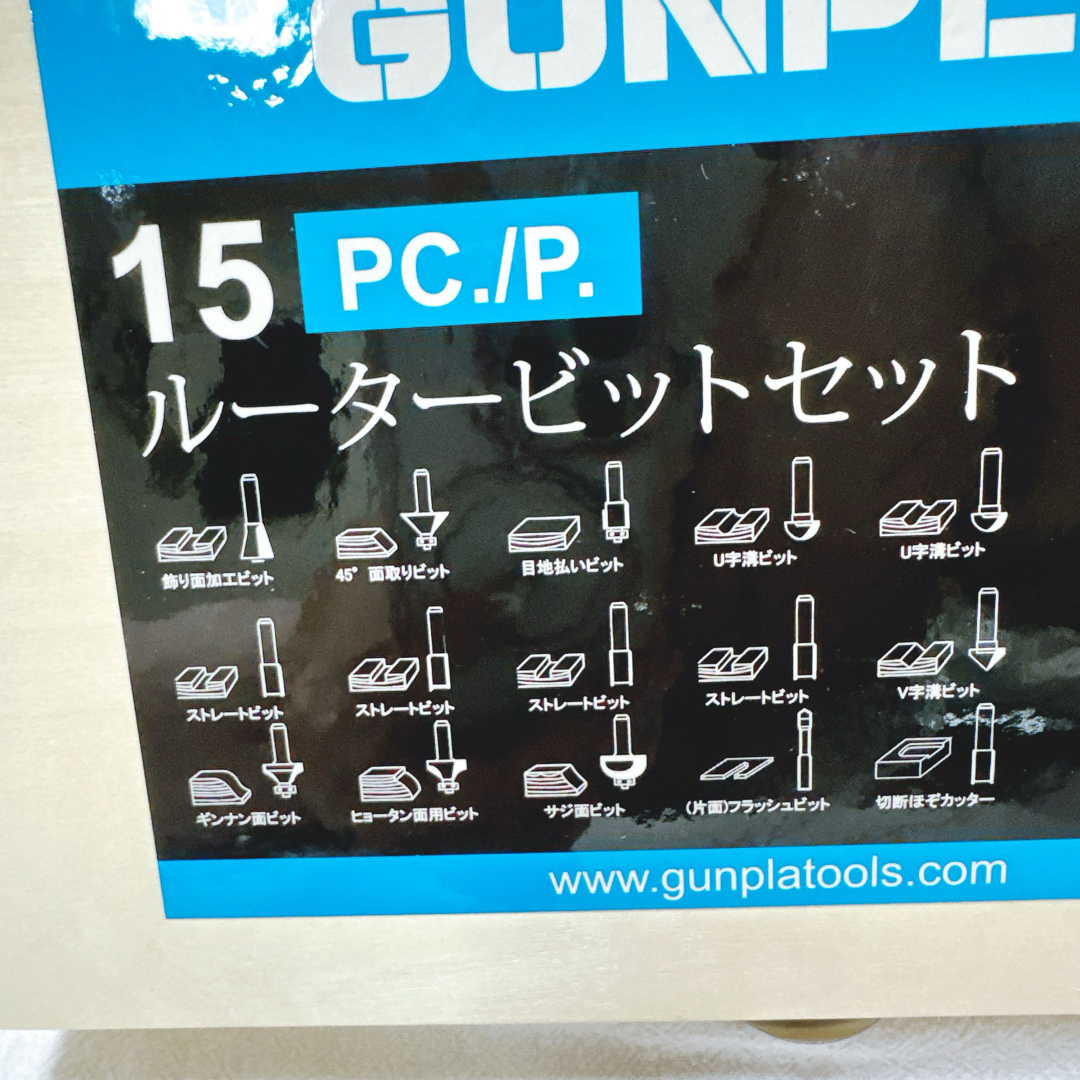 GUNPL
15 PC./P.
ルータービットセット
飾り面加工ビット 45°面取りビット 目地払いビット U字溝ビット U字溝ビット
ストレートビット ストレートビット ストレートビット ストレートビット V字溝ビット
ギンナン面ビット ヒョータン面用ビット サジ面ビット (片面)フラッシュビット 切断ほぞカッター
www.gunplatools.com